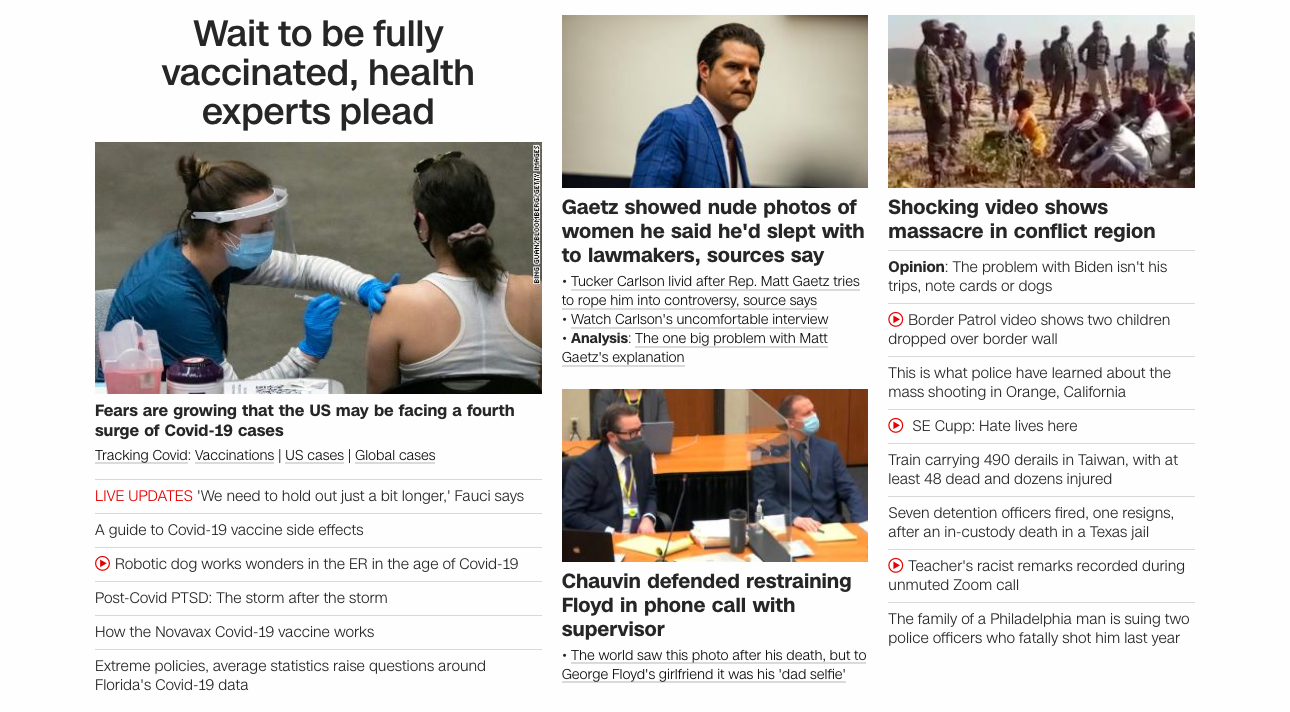 Wait to be fully
vaccinated, health
experts plead
BING GUAN/BLOOMBERG/GETTY IMAGES
Fears are growing that the US may be facing a fourth
surge of Covid-19 cases
Tracking Covid: Vaccinations | US cases | Global cases
LIVE UPDATES 'We need to hold out just a bit longer,' Fauci says
A guide to Covid-19 vaccine side effects
Robotic dog works wonders in the ER in the age of Covid-19
Post-Covid PTSD: The storm after the storm
How the Novavax Covid-19 vaccine works
Extreme policies, average statistics raise questions around
Florida's Covid-19 data
Gaetz showed nude photos of
women he said he'd slept with
to lawmakers, sources say
• Tucker Carlson livid after Rep. Matt Gaetz tries
to rope him into controversy, source says
• Watch Carlson's uncomfortable interview
• Analysis: The one big problem with Matt
Gaetz's explanation
Chauvin defended restraining
Floyd in phone call with
supervisor
• The world saw this photo after his death, but to
George Floyd's girlfriend it was his 'dad selfie'
Shocking video shows
massacre in conflict region
Opinion: The problem with Biden isn't his
trips, note cards or dogs
Border Patrol video shows two children
dropped over border wall
This is what police have learned about the
mass shooting in Orange, California
SE Cupp: Hate lives here
Train carrying 490 derails in Taiwan, with at
least 48 dead and dozens injured
Seven detention officers fired, one resigns,
after an in-custody death in a Texas jail
Teacher's racist remarks recorded during
unmuted Zoom call
The family of a Philadelphia man is suing two
police officers who fatally shot him last year